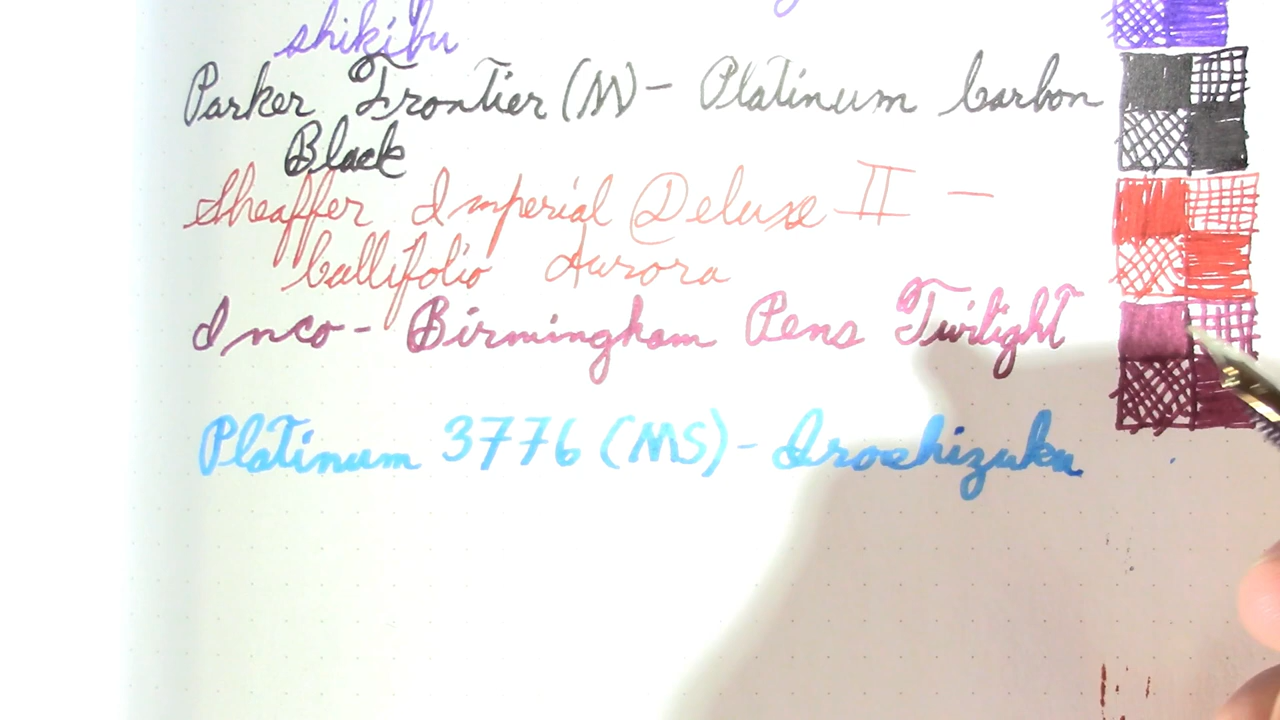 shikibu
Parker Frontier (M) - Platinum Carbon
Black
Sheaffer Imperial Deluxe II -
Callifolio Aurora
Inco - Birmingham Pens Twilight
Platinum 3776 (MS) - Iroshizuku